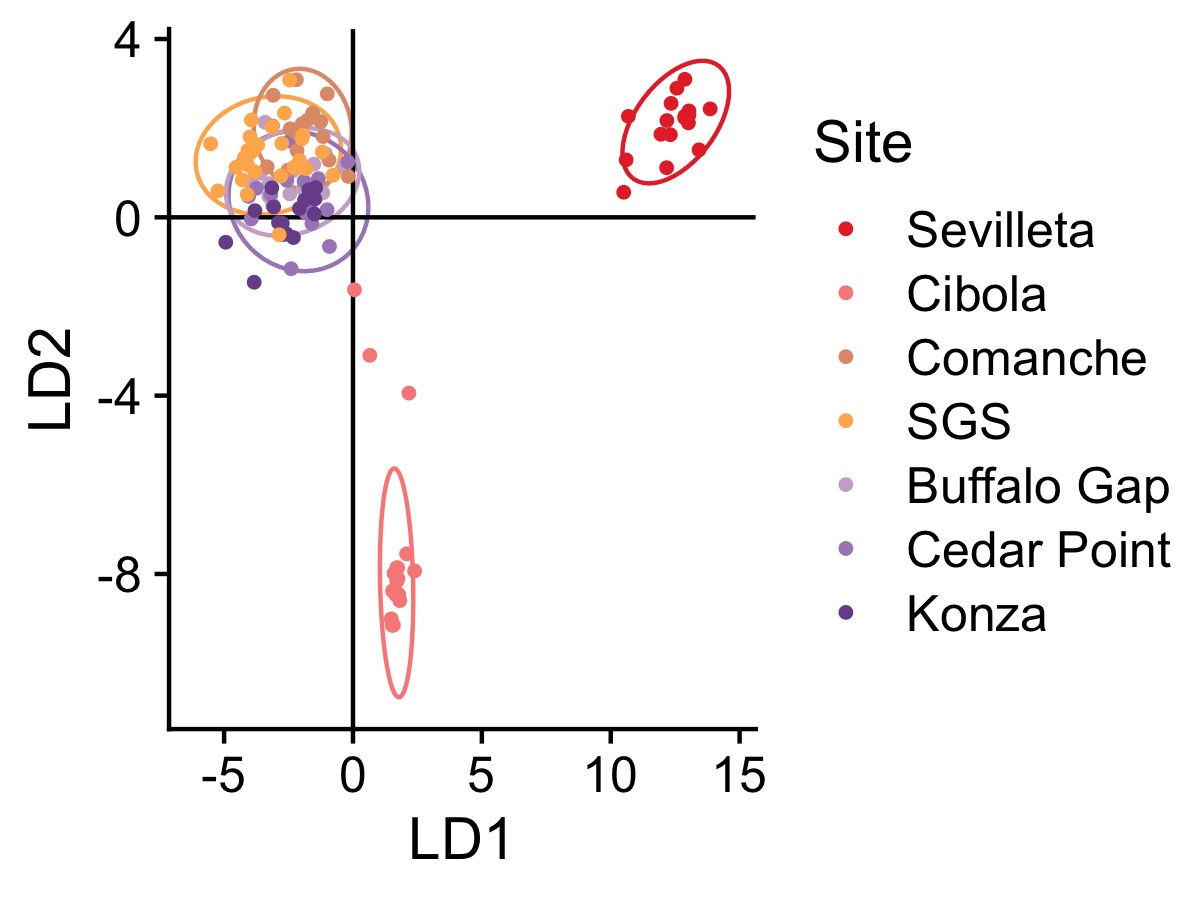 4
0
-4
-8
LD2
-5 0 5 10 15
LD1
Site
Sevilleta
Cibola
Comanche
SGS
Buffalo Gap
Cedar Point
Konza